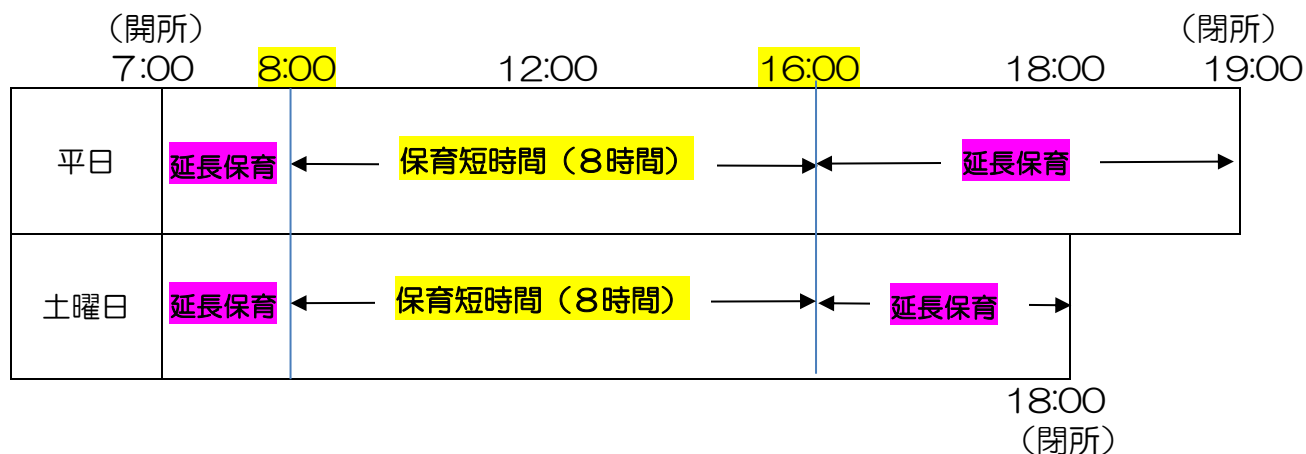 (開所)
(閉所)
7:00 8:00 12:00 16:00 18:00 19:00
平日 延長保育 保育短時間(8時間) 延長保育
土曜日 延長保育 保育短時間(8時間) 延長保育
18:00
(閉所)